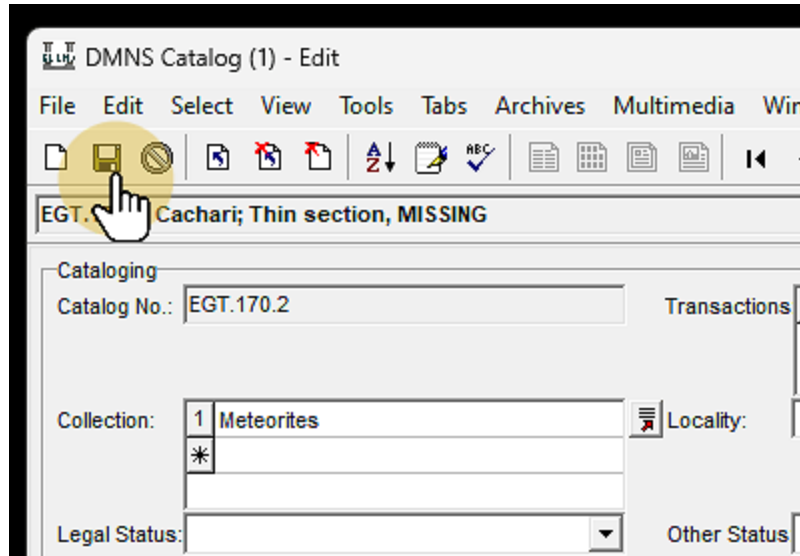 DMNS Catalog (1) - Edit
File Edit Select View Tools Tabs Archives Multimedia
A Z ABC
EGT. Cachari; Thin section, MISSING
Cataloging
Catalog No.: EGT.170.2 Transactions
Collection: 1 Meteorites Locality:
Legal Status: Other Status